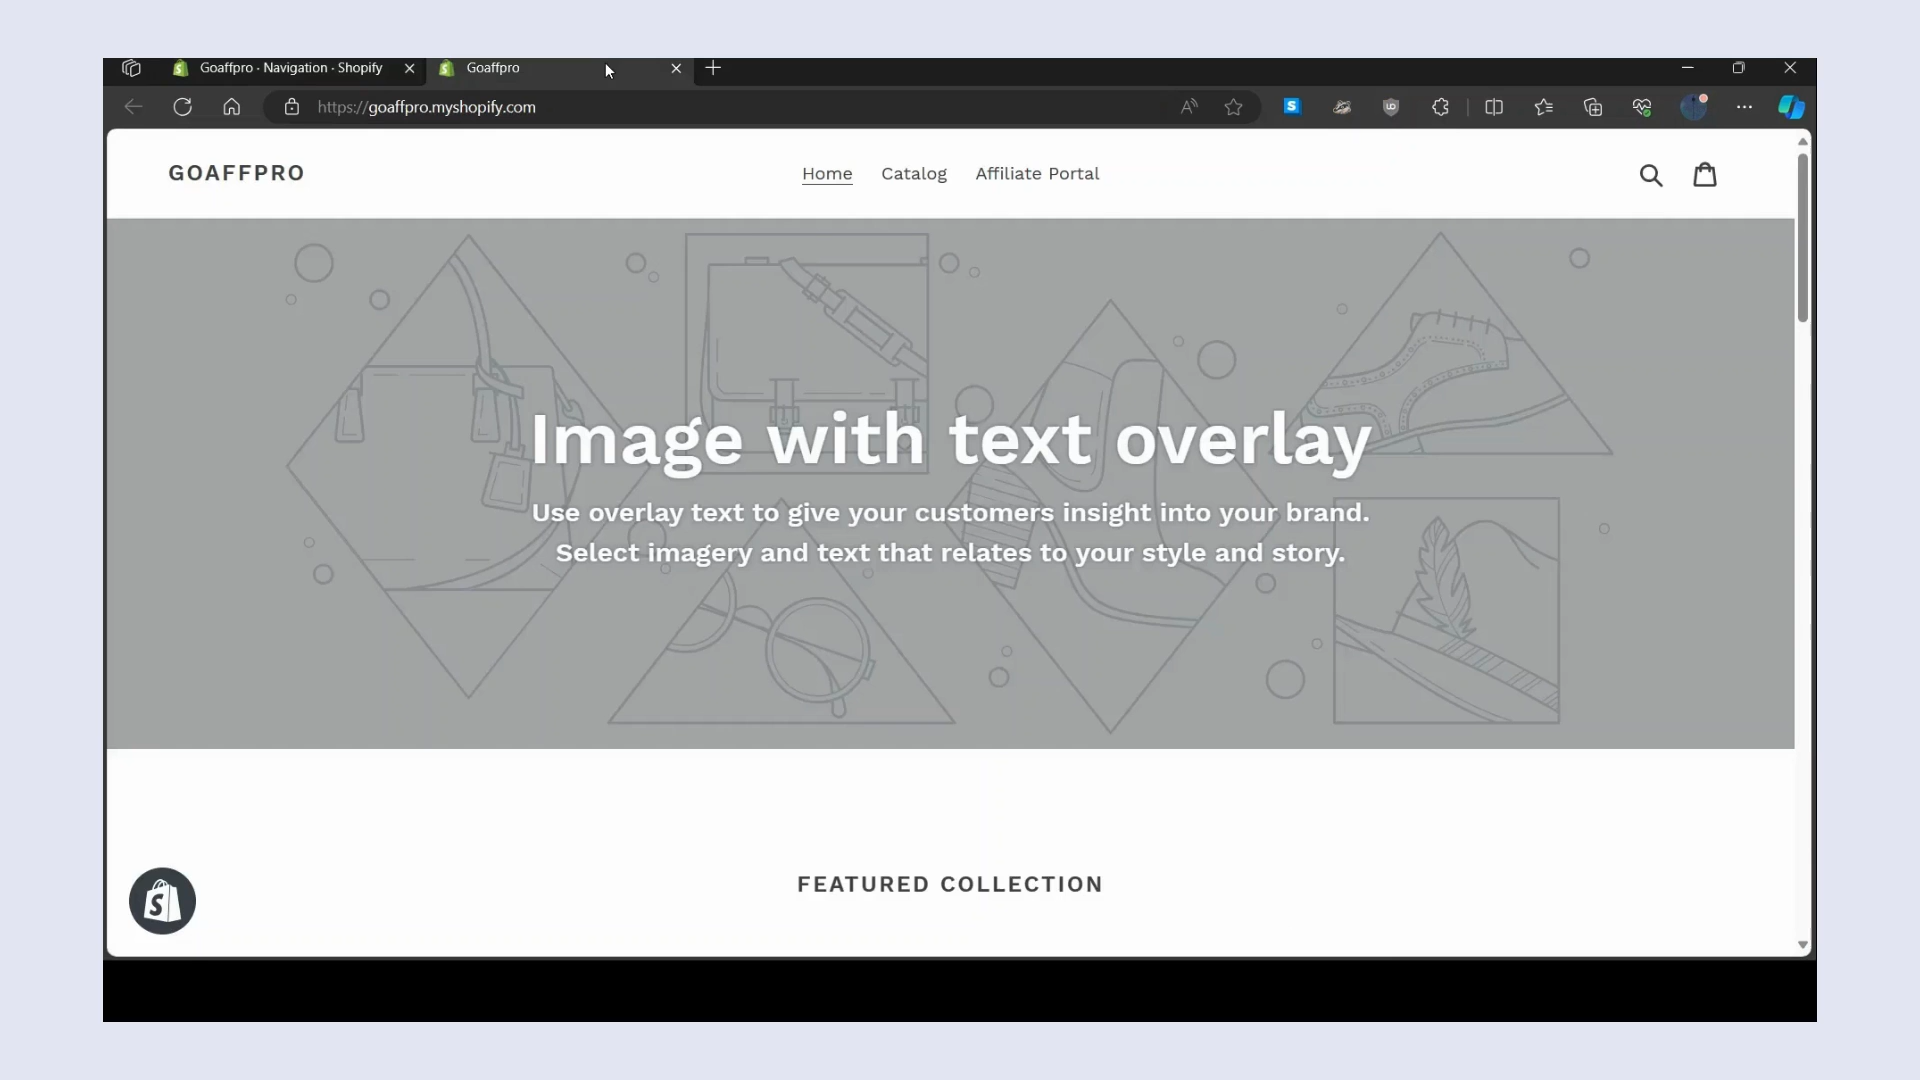 Goaffpro · Navigation · Shopify
Goaffpro
https://goaffpro.myshopify.com
GOAFFPRO
Home
Catalog
Affiliate Portal
Image with text overlay
Use overlay text to give your customers insight into your brand.
Select imagery and text that relates to your style and story.
FEATURED COLLECTION